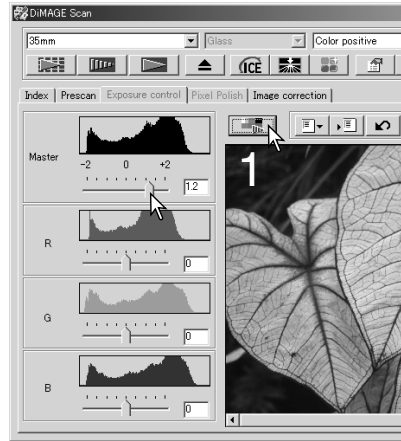 DiMAGE Scan
35mm Glass Color positive
ICE
Index Prescan Exposure control Pixel Polish Image correction
Master
-2 0 +2
1.2
R
0
G
0
B
0
1